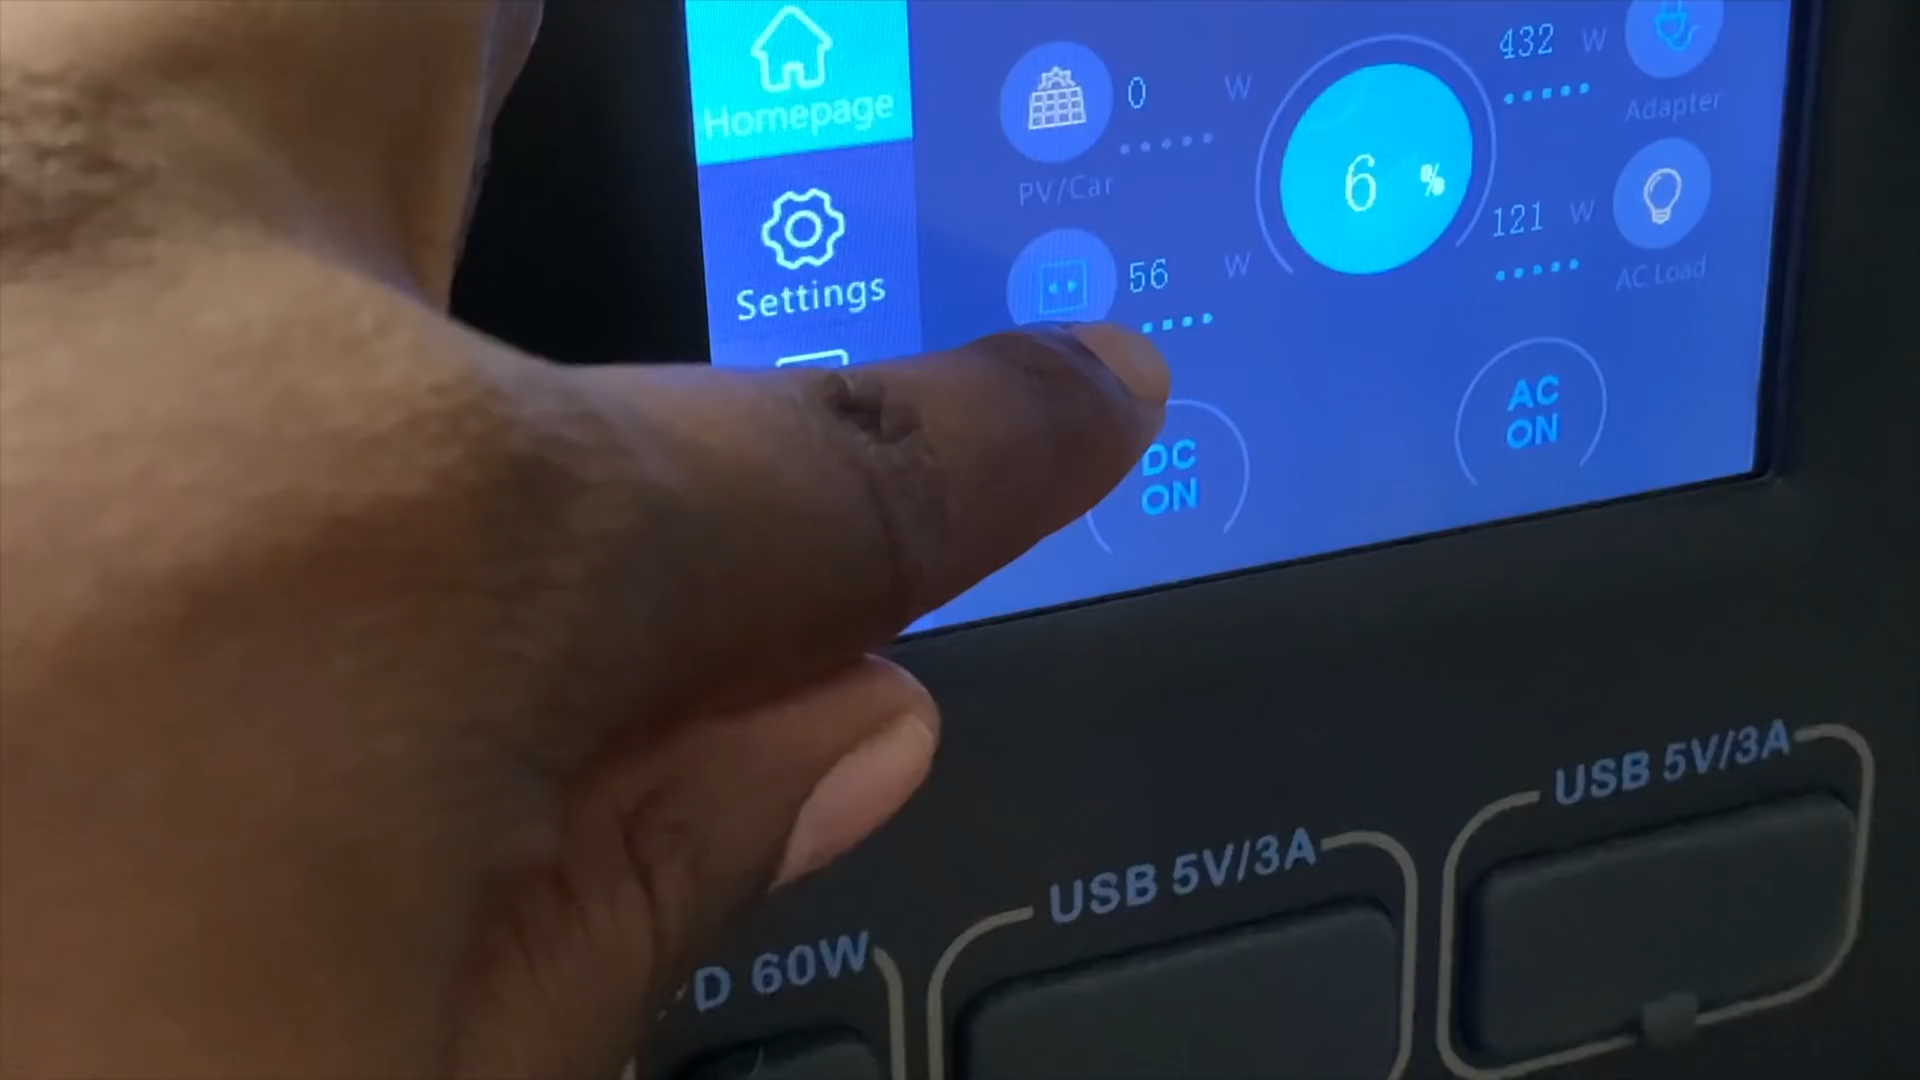 Homepage
Settings
0 W
PV/Car
56 W
6 %
432 W
Adapter
121 W
AC Load
DC
ON
AC
ON
D 60W
USB 5V/3A
USB 5V/3A